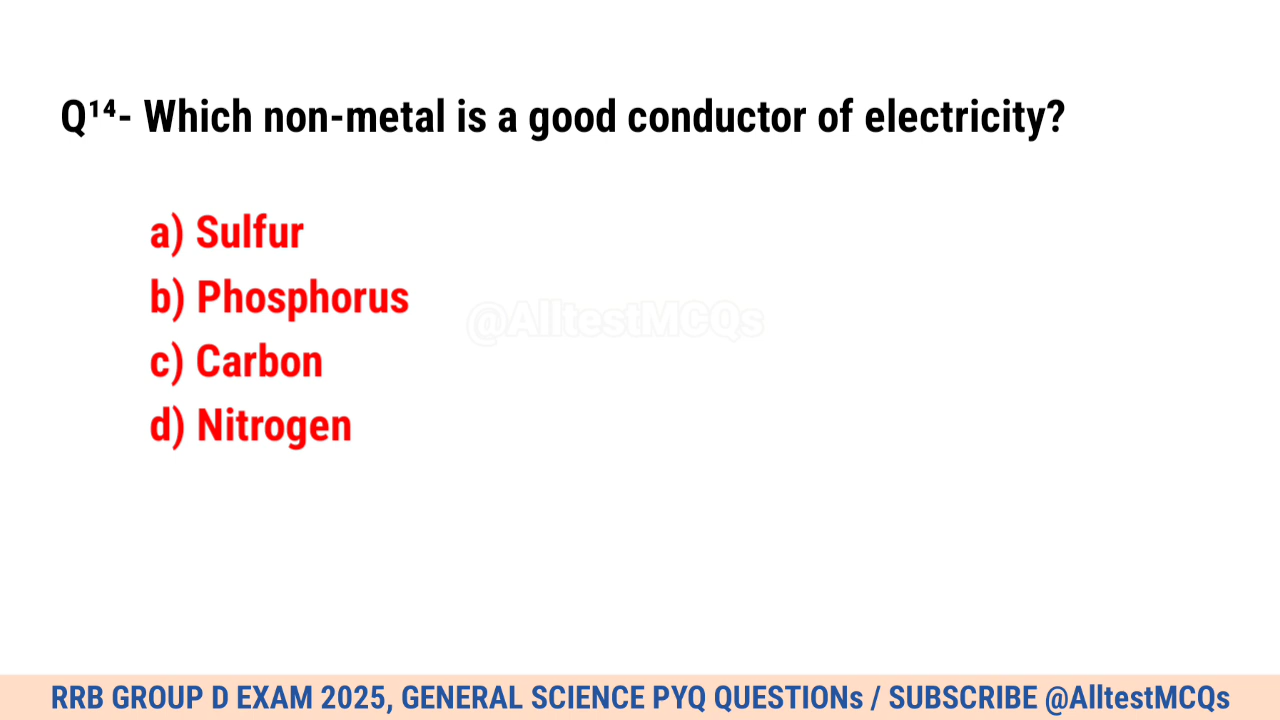 Q¹⁴- Which non-metal is a good conductor of electricity?
a) Sulfur
b) Phosphorus
@AlltestMCQs
c) Carbon
d) Nitrogen
RRB GROUP D EXAM 2025, GENERAL SCIENCE PYQ QUESTIONs / SUBSCRIBE @AlltestMCQs